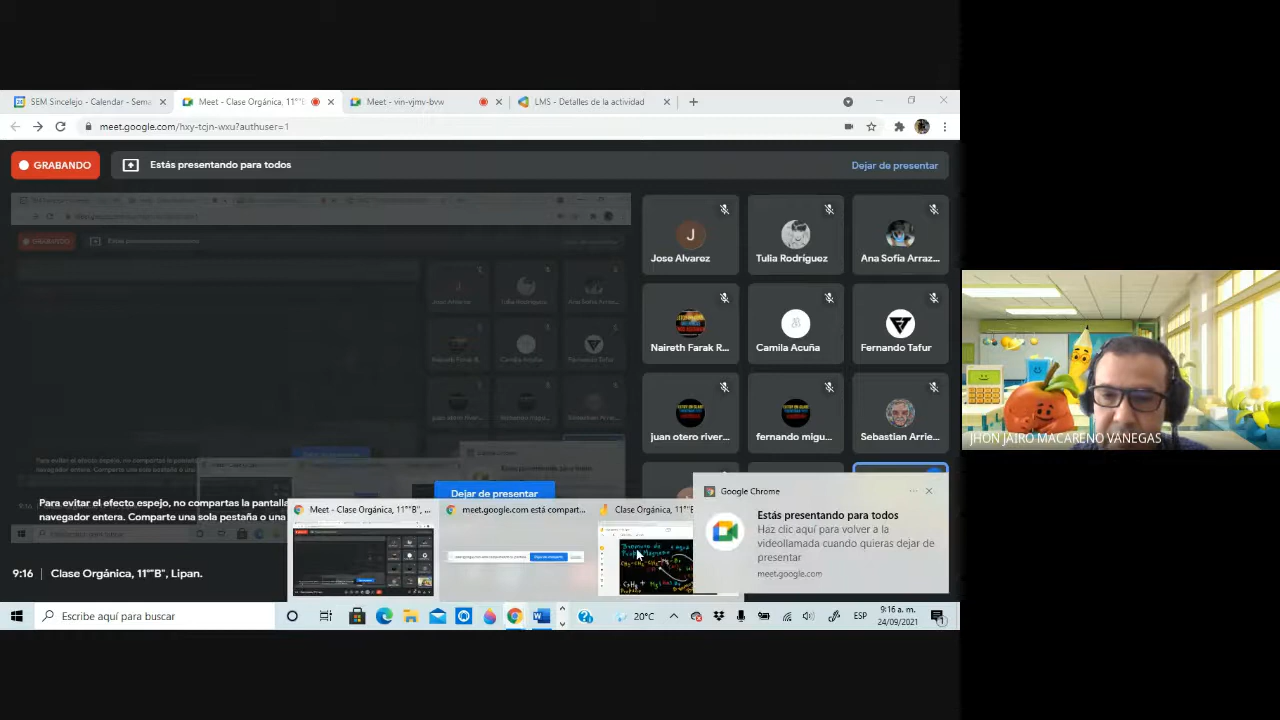 SEM Sincelejo - Calendar - Sema
Meet - Clase Orgánica, 11°"E
Meet - vin-vjmv-bvw
LMS - Detalles de la actividad
meet.google.com/hxy-tcjn-wxu?authuser=1
GRABANDO
Estás presentando para todos
Dejar de presentar
J
Jose Alvarez
Tulia Rodríguez
Ana Sofia Arraz...
Naireth Farak R...
Camila Acuña
Fernando Tafur
juan otero river...
fernando migu...
Sebastian Arrie...
GRABANDO
JHON JAIRO MACARENO VANEGAS
Para evitar el efecto espejo, no compartas la pantalla
navegador entera. Comparte una sola pestaña o una
Dejar de presentar
Meet - Clase Orgánica, 11°"B", ...
meet.google.com está compart...
Clase Orgánica, 11°"B
Google Chrome
Estás presentando para todos
Haz clic aquí para volver a la
videollamada cuando quieras dejar de
presentar
meet.google.com
9:16
Clase Orgánica, 11°"B", Lipan.
Escribe aquí para buscar
20°C
ESP
9:16 a. m.
24/09/2021
1